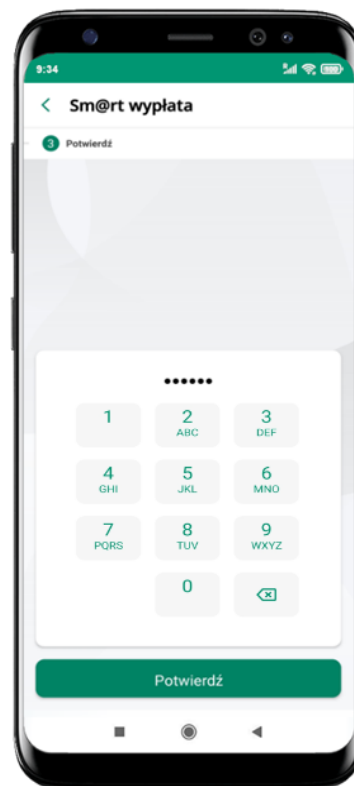 9:34
Sm@rt wypłata
3 Potwierdź
••••••
1
2
ABC
3
DEF
4
GHI
5
JKL
6
MNO
7
PQRS
8
TUV
9
WXYZ
0
Potwierdź